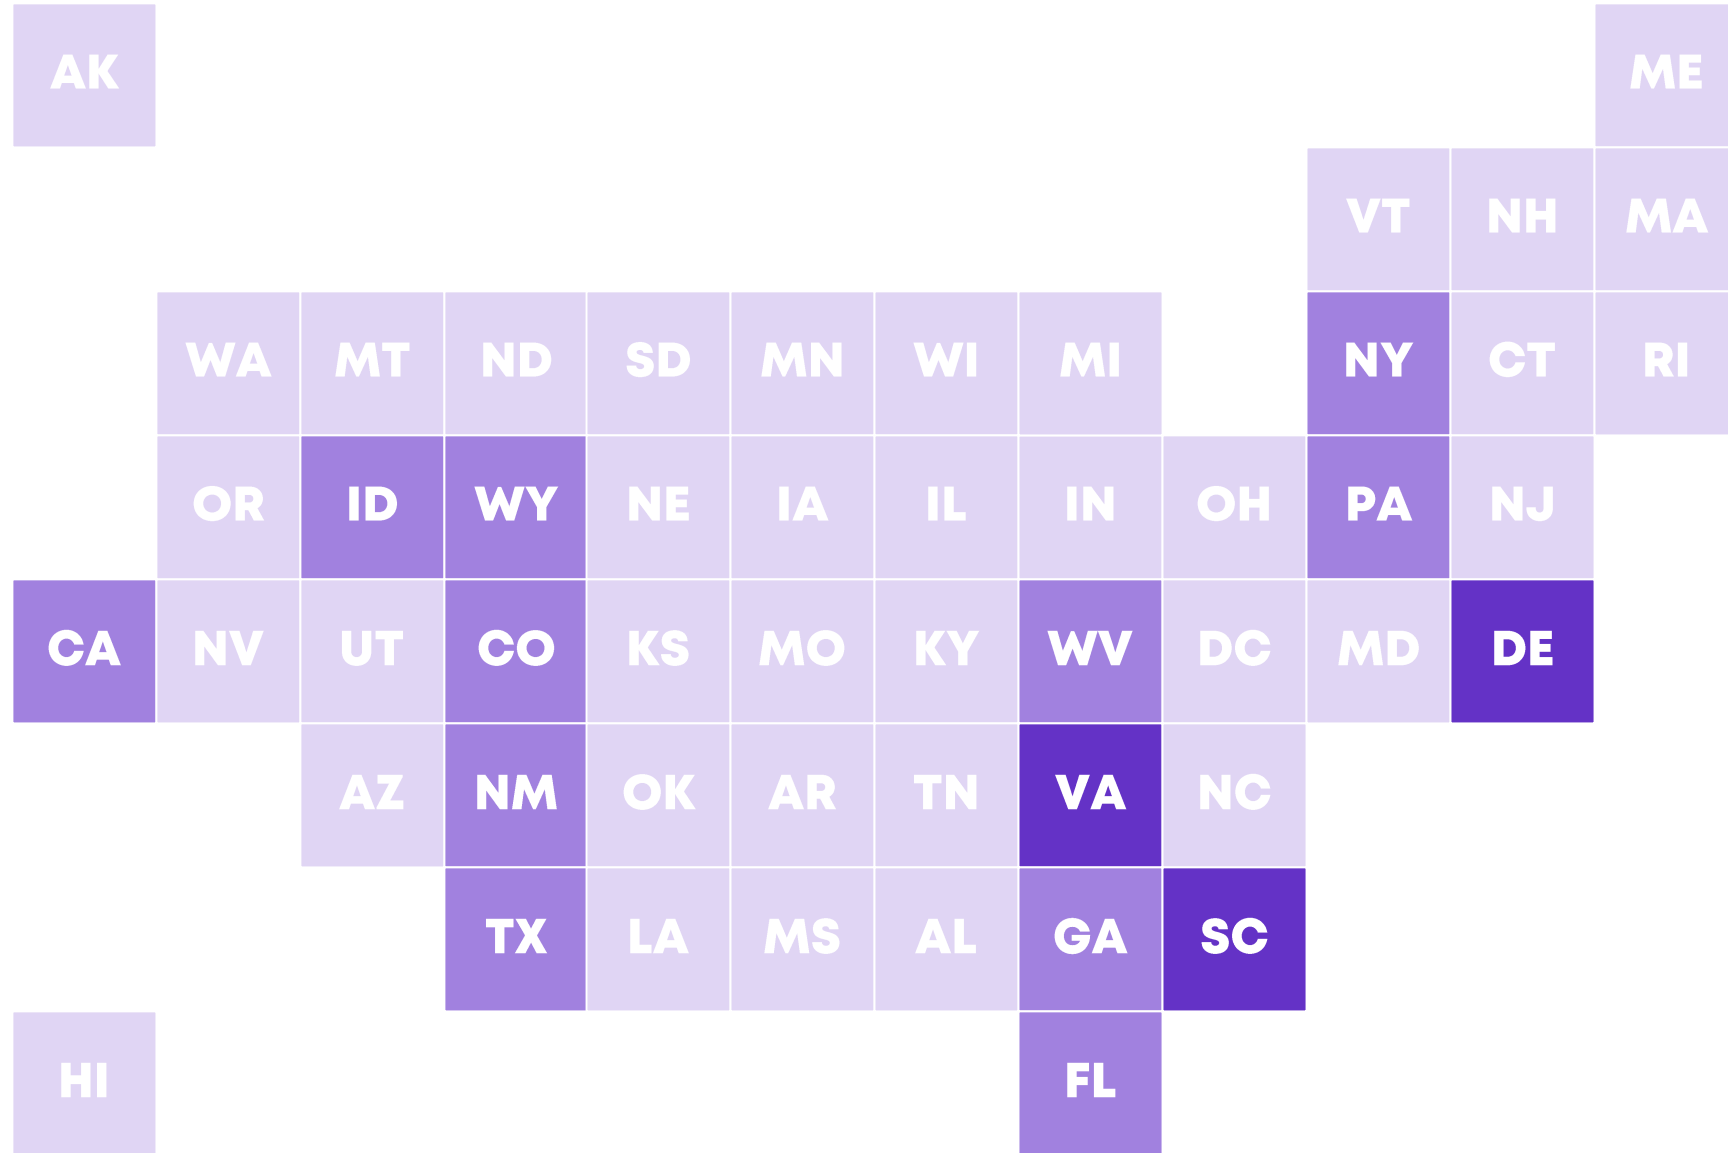 AK ME
VT NH MA
WA MT ND SD MN WI MI NY CT RI
OR ID WY NE IA IL IN OH PA NJ
CA NV UT CO KS MO KY WV DC MD DE
AZ NM OK AR TN VA NC
TX LA MS AL GA SC
HI FL